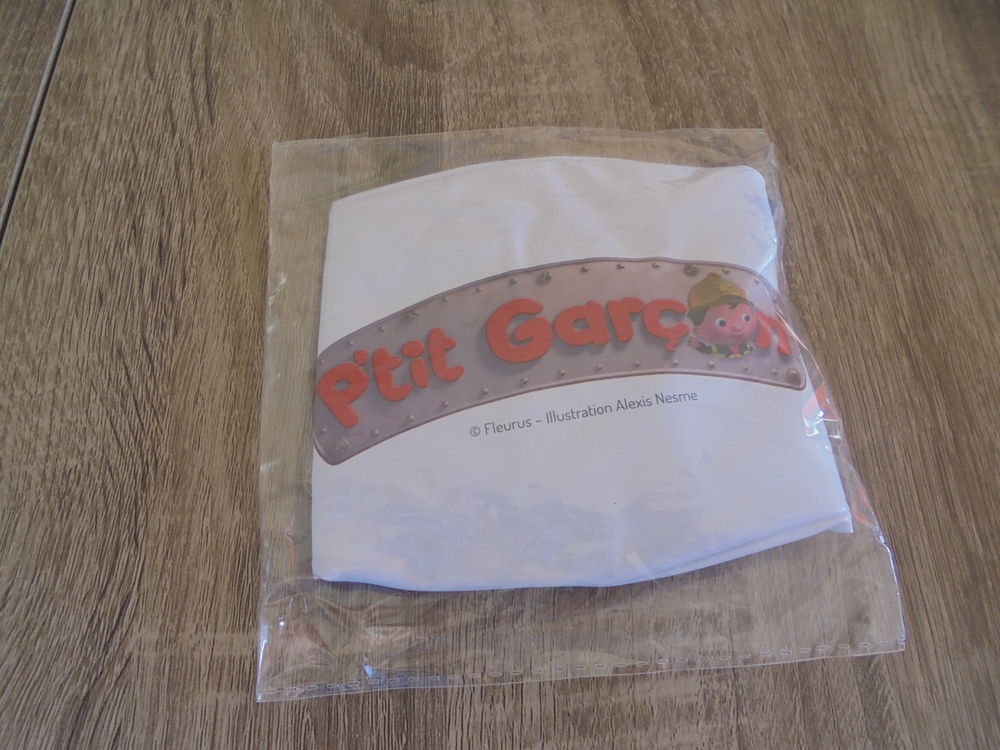 P'tit Garçon
© Fleurus – Illustration Alexis Nesme